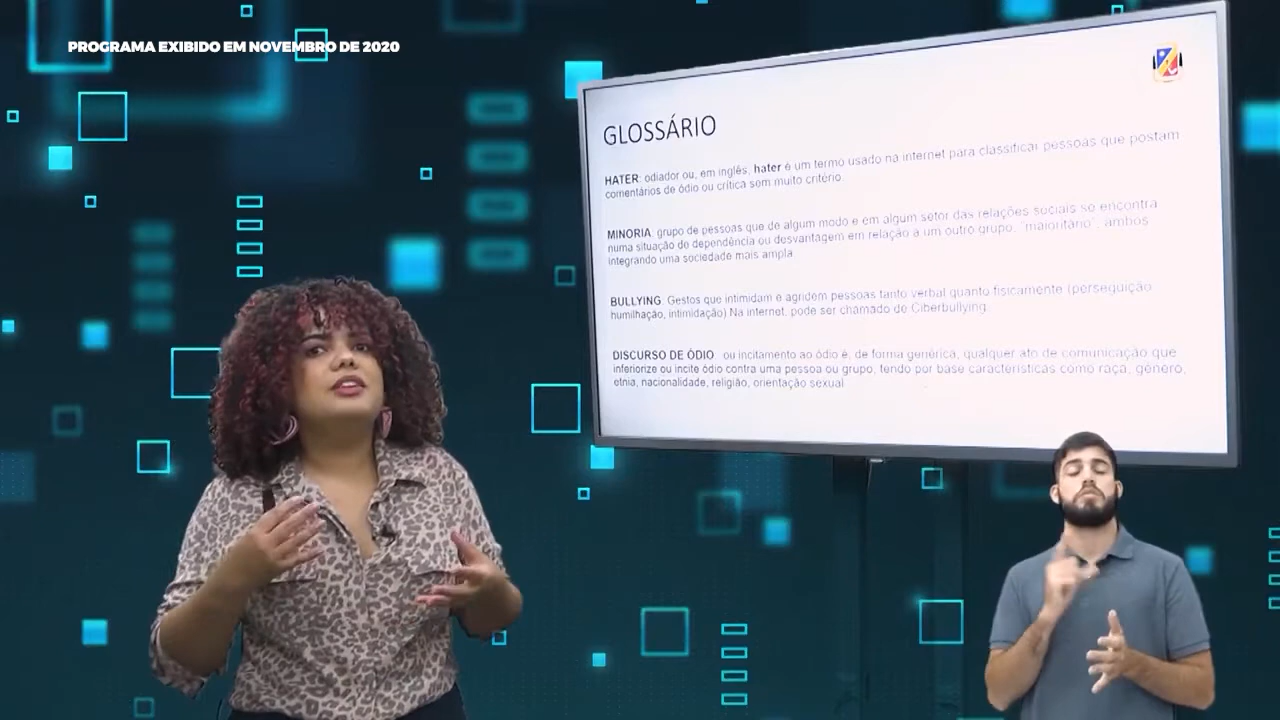 PROGRAMA EXIBIDO EM NOVEMBRO DE 2020
GLOSSÁRIO
HATER: odiador ou, em inglês, hater é um termo usado na internet para classificar pessoas que postam
comentários de ódio ou crítica sem muito critério.
MINORIA: grupo de pessoas que de algum modo e em algum setor das relações sociais se encontra
numa situação de dependência ou desvantagem em relação a um outro grupo, "maioritário", ambos
integrando uma sociedade mais ampla
BULLYING: Gestos que intimidam e agridem pessoas tanto verbal quanto fisicamente (perseguição
humilhação, intimidação) Na internet, pode ser chamado de Ciberbullying.
DISCURSO DE ÓDIO ou incitamento ao ódio é, de forma genérica, qualquer ato de comunicação que
inferiorize ou incite ódio contra uma pessoa ou grupo, tendo por base características como raça, gênero,
etnia, nacionalidade, religião, orientação sexual